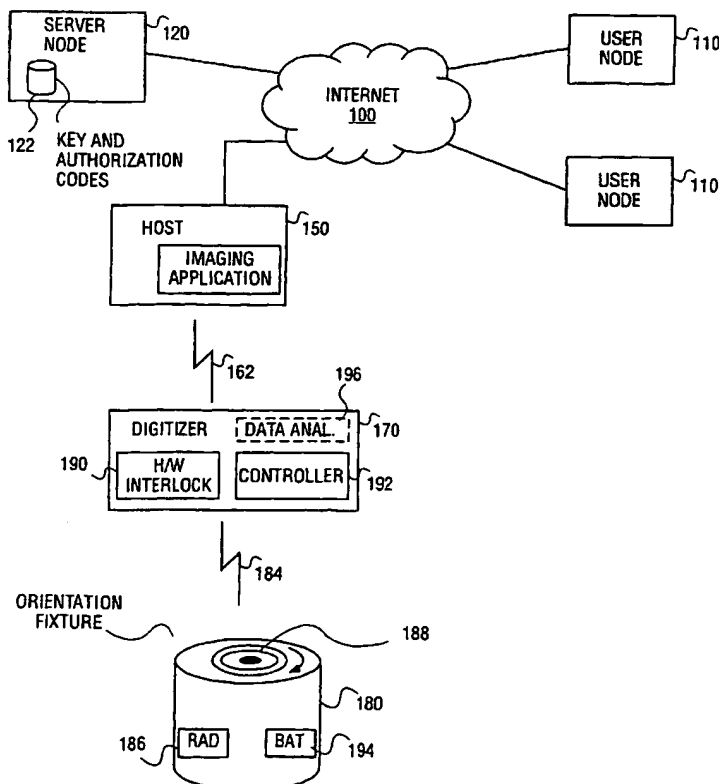 SERVER
NODE
120
122
KEY AND
AUTHORIZATION
CODES
INTERNET
100
USER
NODE
110
USER
NODE
110
HOST
150
IMAGING
APPLICATION
162
196
DIGITIZER
DATA ANAL.
170
190
H/W
INTERLOCK
CONTROLLER
192
184
ORIENTATION
FIXTURE
188
180
186
RAD
BAT
194